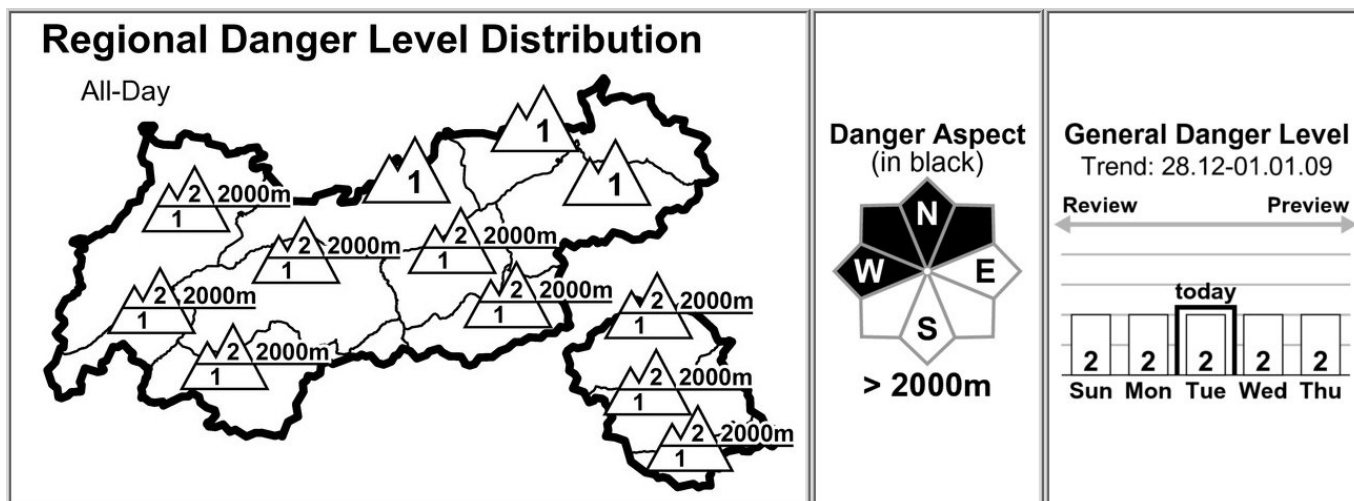 Regional Danger Level Distribution
All-Day
1
1
1
2 2000m
1
2 2000m
1
2 2000m
1
2 2000m
1
2 2000m
1
2 2000m
1
2 2000m
1
2 2000m
1
2 2000m
1
Danger Aspect
(in black)
N
W E
S
> 2000m
General Danger Level
Trend: 28.12-01.01.09
Review Preview
today
2 2 2 2 2
Sun Mon Tue Wed Thu